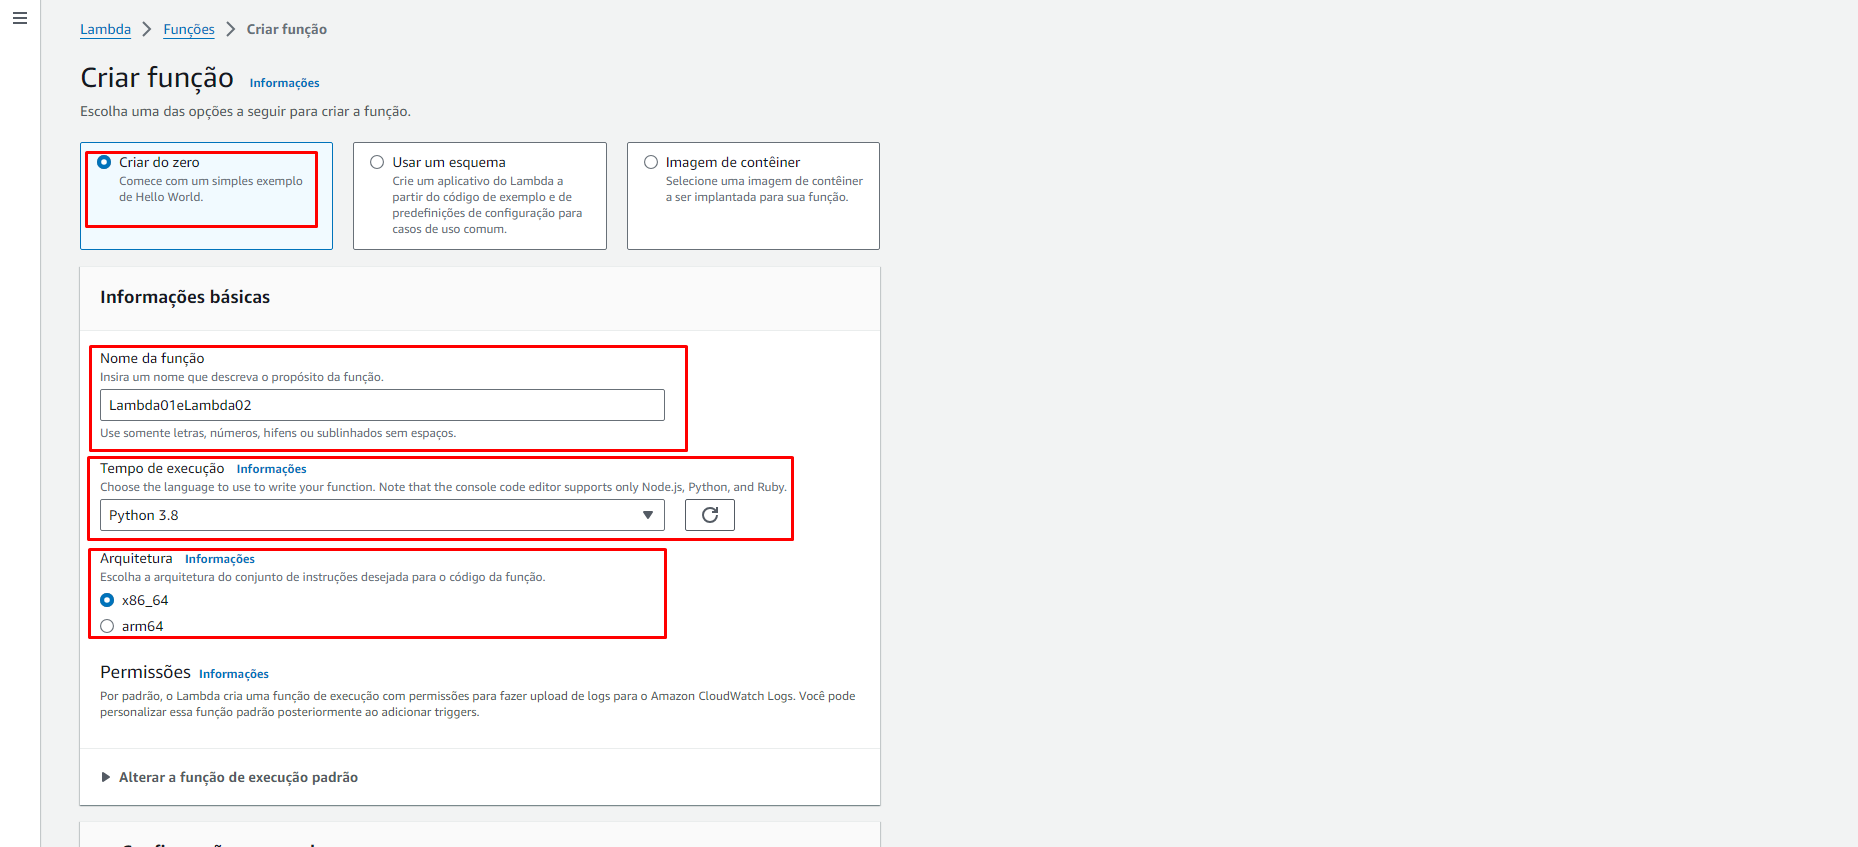 Lambda > Funções > Criar função
Criar função Informações
Escolha uma das opções a seguir para criar a função.
Criar do zero
Comece com um simples exemplo
de Hello World.
Usar um esquema
Crie um aplicativo do Lambda a
partir do código de exemplo e de
predefinições de configuração para
casos de uso comum.
Imagem de contêiner
Selecione uma imagem de contêiner
a ser implantada para sua função.
Informações básicas
Nome da função
Insira um nome que descreva o propósito da função.
Lambda01eLambda02
Use somente letras, números, hifens ou sublinhados sem espaços.
Tempo de execução Informações
Choose the language to use to write your function. Note that the console code editor supports only Node.js, Python, and Ruby.
Python 3.8
Arquitetura Informações
Escolha a arquitetura do conjunto de instruções desejada para o código da função.
x86_64
arm64
Permissões Informações
Por padrão, o Lambda cria uma função de execução com permissões para fazer upload de logs para o Amazon CloudWatch Logs. Você pode
personalizar essa função padrão posteriormente ao adicionar triggers.
Alterar a função de execução padrão